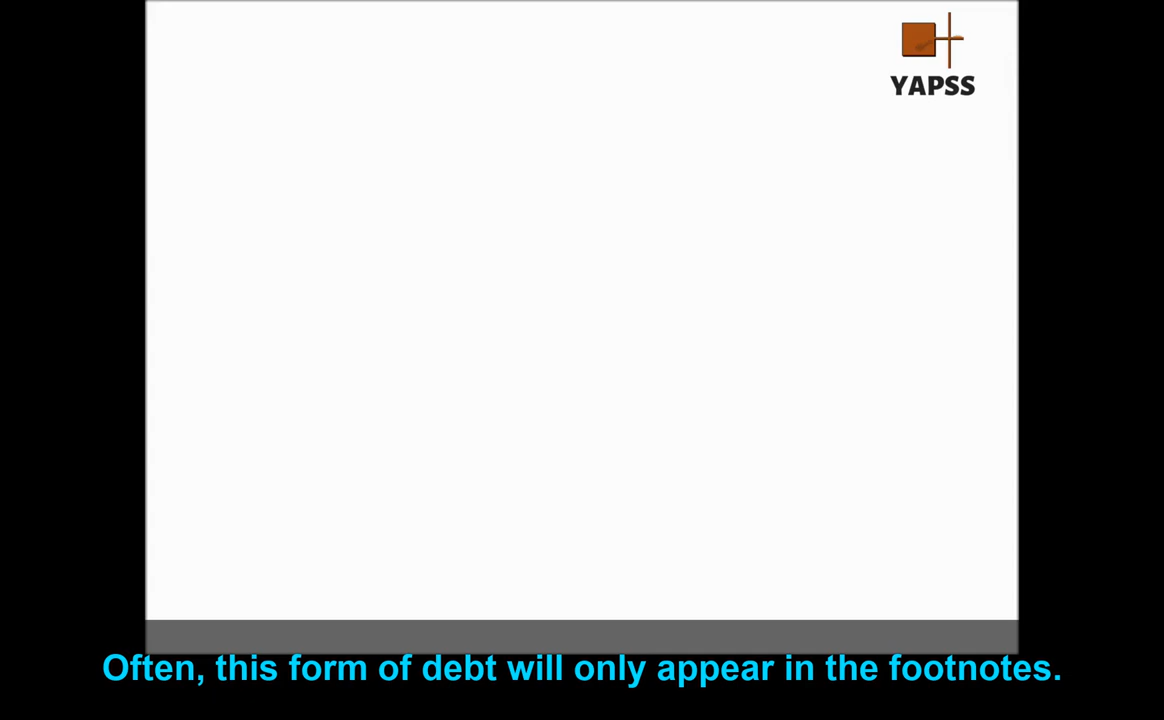 YAPSS
Often, this form of debt will only appear in the footnotes.